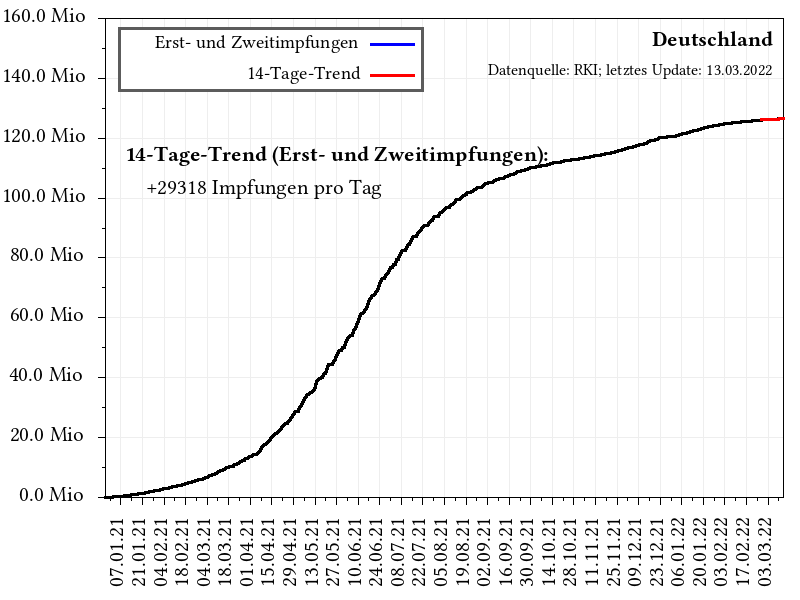 160.0 Mio
140.0 Mio
120.0 Mio
100.0 Mio
80.0 Mio
60.0 Mio
40.0 Mio
20.0 Mio
0.0 Mio
Erst- und Zweitimpfungen
14-Tage-Trend
Deutschland
Datenquelle: RKI; letztes Update: 13.03.2022
14-Tage-Trend (Erst- und Zweitimpfungen):
+29318 Impfungen pro Tag
07.01.21
21.01.21
04.02.21
18.02.21
04.03.21
18.03.21
01.04.21
15.04.21
29.04.21
13.05.21
27.05.21
10.06.21
24.06.21
08.07.21
22.07.21
05.08.21
19.08.21
02.09.21
16.09.21
30.09.21
14.10.21
28.10.21
11.11.21
25.11.21
09.12.21
23.12.21
06.01.22
20.01.22
03.02.22
17.02.22
03.03.22